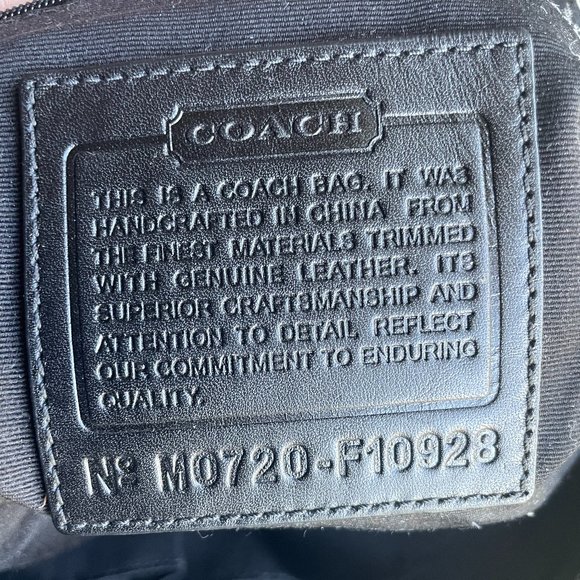 COACH
THIS IS A COACH BAG. IT WAS
HANDCRAFTED IN CHINA FROM
THE FINEST MATERIALS TRIMMED
WITH GENUINE LEATHER. ITS
SUPERIOR CRAFTSMANSHIP AND
ATTENTION TO DETAIL REFLECT
OUR COMMITMENT TO ENDURING
QUALITY.
Nº M0720-F10928